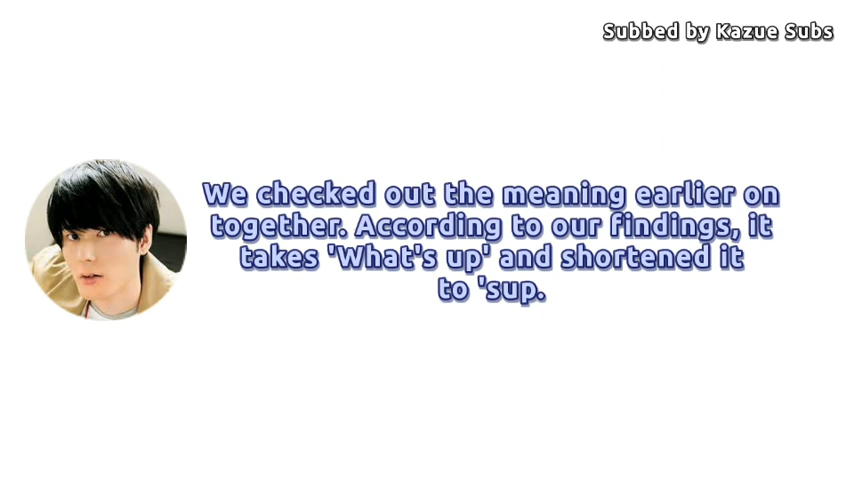 Subbed by Kazue Subs
We checked out the meaning earlier on
together. According to our findings, it
takes 'What's up' and shortened it
to 'sup.